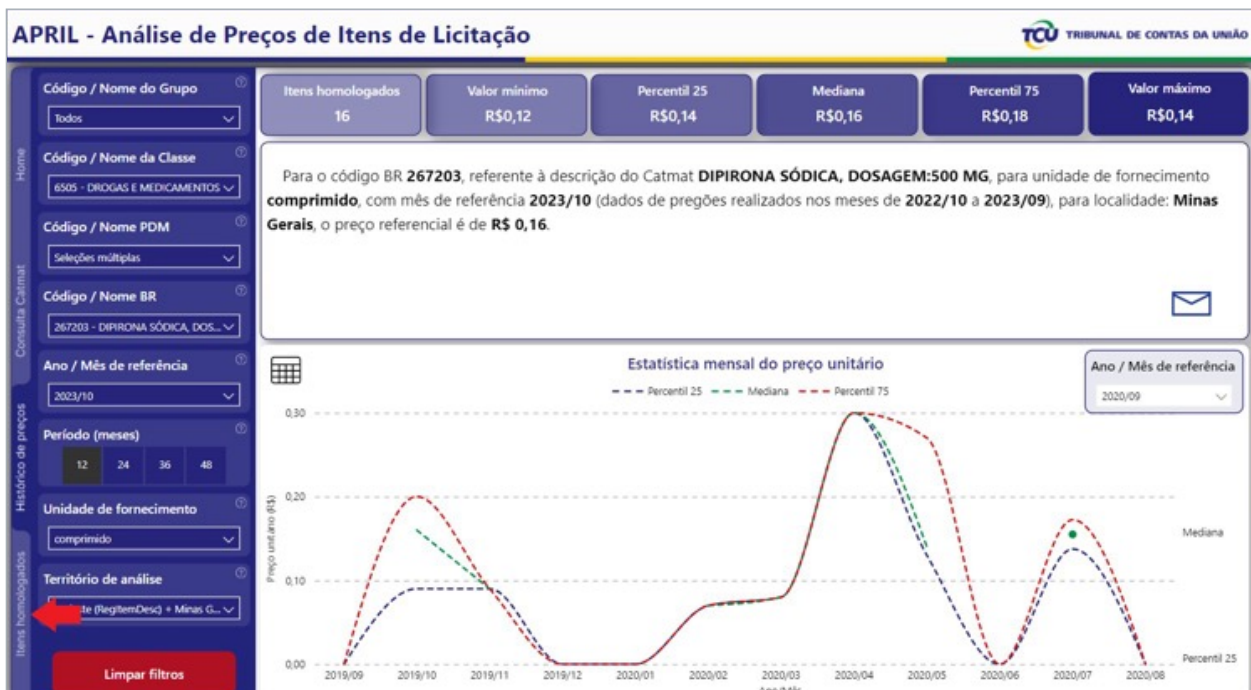 APRIL - Análise de Preços de Itens de Licitação
TCU TRIBUNAL DE CONTAS DA UNIÃO
Home
Consulta Catmat
Histórico de preços
Itens homologados
Código / Nome do Grupo
Todos
Código / Nome da Classe
6505 - DROGAS E MEDICAMENTOS
Código / Nome PDM
Seleções múltiplas
Código / Nome BR
267203 - DIPIRONA SÓDICA, DOS...
Ano / Mês de referência
2023/10
Período (meses)
12 24 36 48
Unidade de fornecimento
comprimido
Território de análise
(RegItemDesc) + Minas G...
Limpar filtros
Itens homologados
16
Valor mínimo
R$0,12
Percentil 25
R$0,14
Mediana
R$0,16
Percentil 75
R$0,18
Valor máximo
R$0,14
Para o código BR 267203, referente à descrição do Catmat DIPIRONA SÓDICA, DOSAGEM:500 MG, para unidade de fornecimento
comprimido, com mês de referência 2023/10 (dados de pregões realizados nos meses de 2022/10 a 2023/09), para localidade: Minas
Gerais, o preço referencial é de R$ 0,16.
Estatística mensal do preço unitário
Percentil 25 Mediana Percentil 75
Ano / Mês de referência
2020/09
Preço unitário (R$)
0,30
0,20
0,10
0,00
Mediana
Percentil 25
2019/09 2019/10 2019/11 2019/12 2020/01 2020/02 2020/03 2020/04 2020/05 2020/06 2020/07 2020/08
Ano/Mês